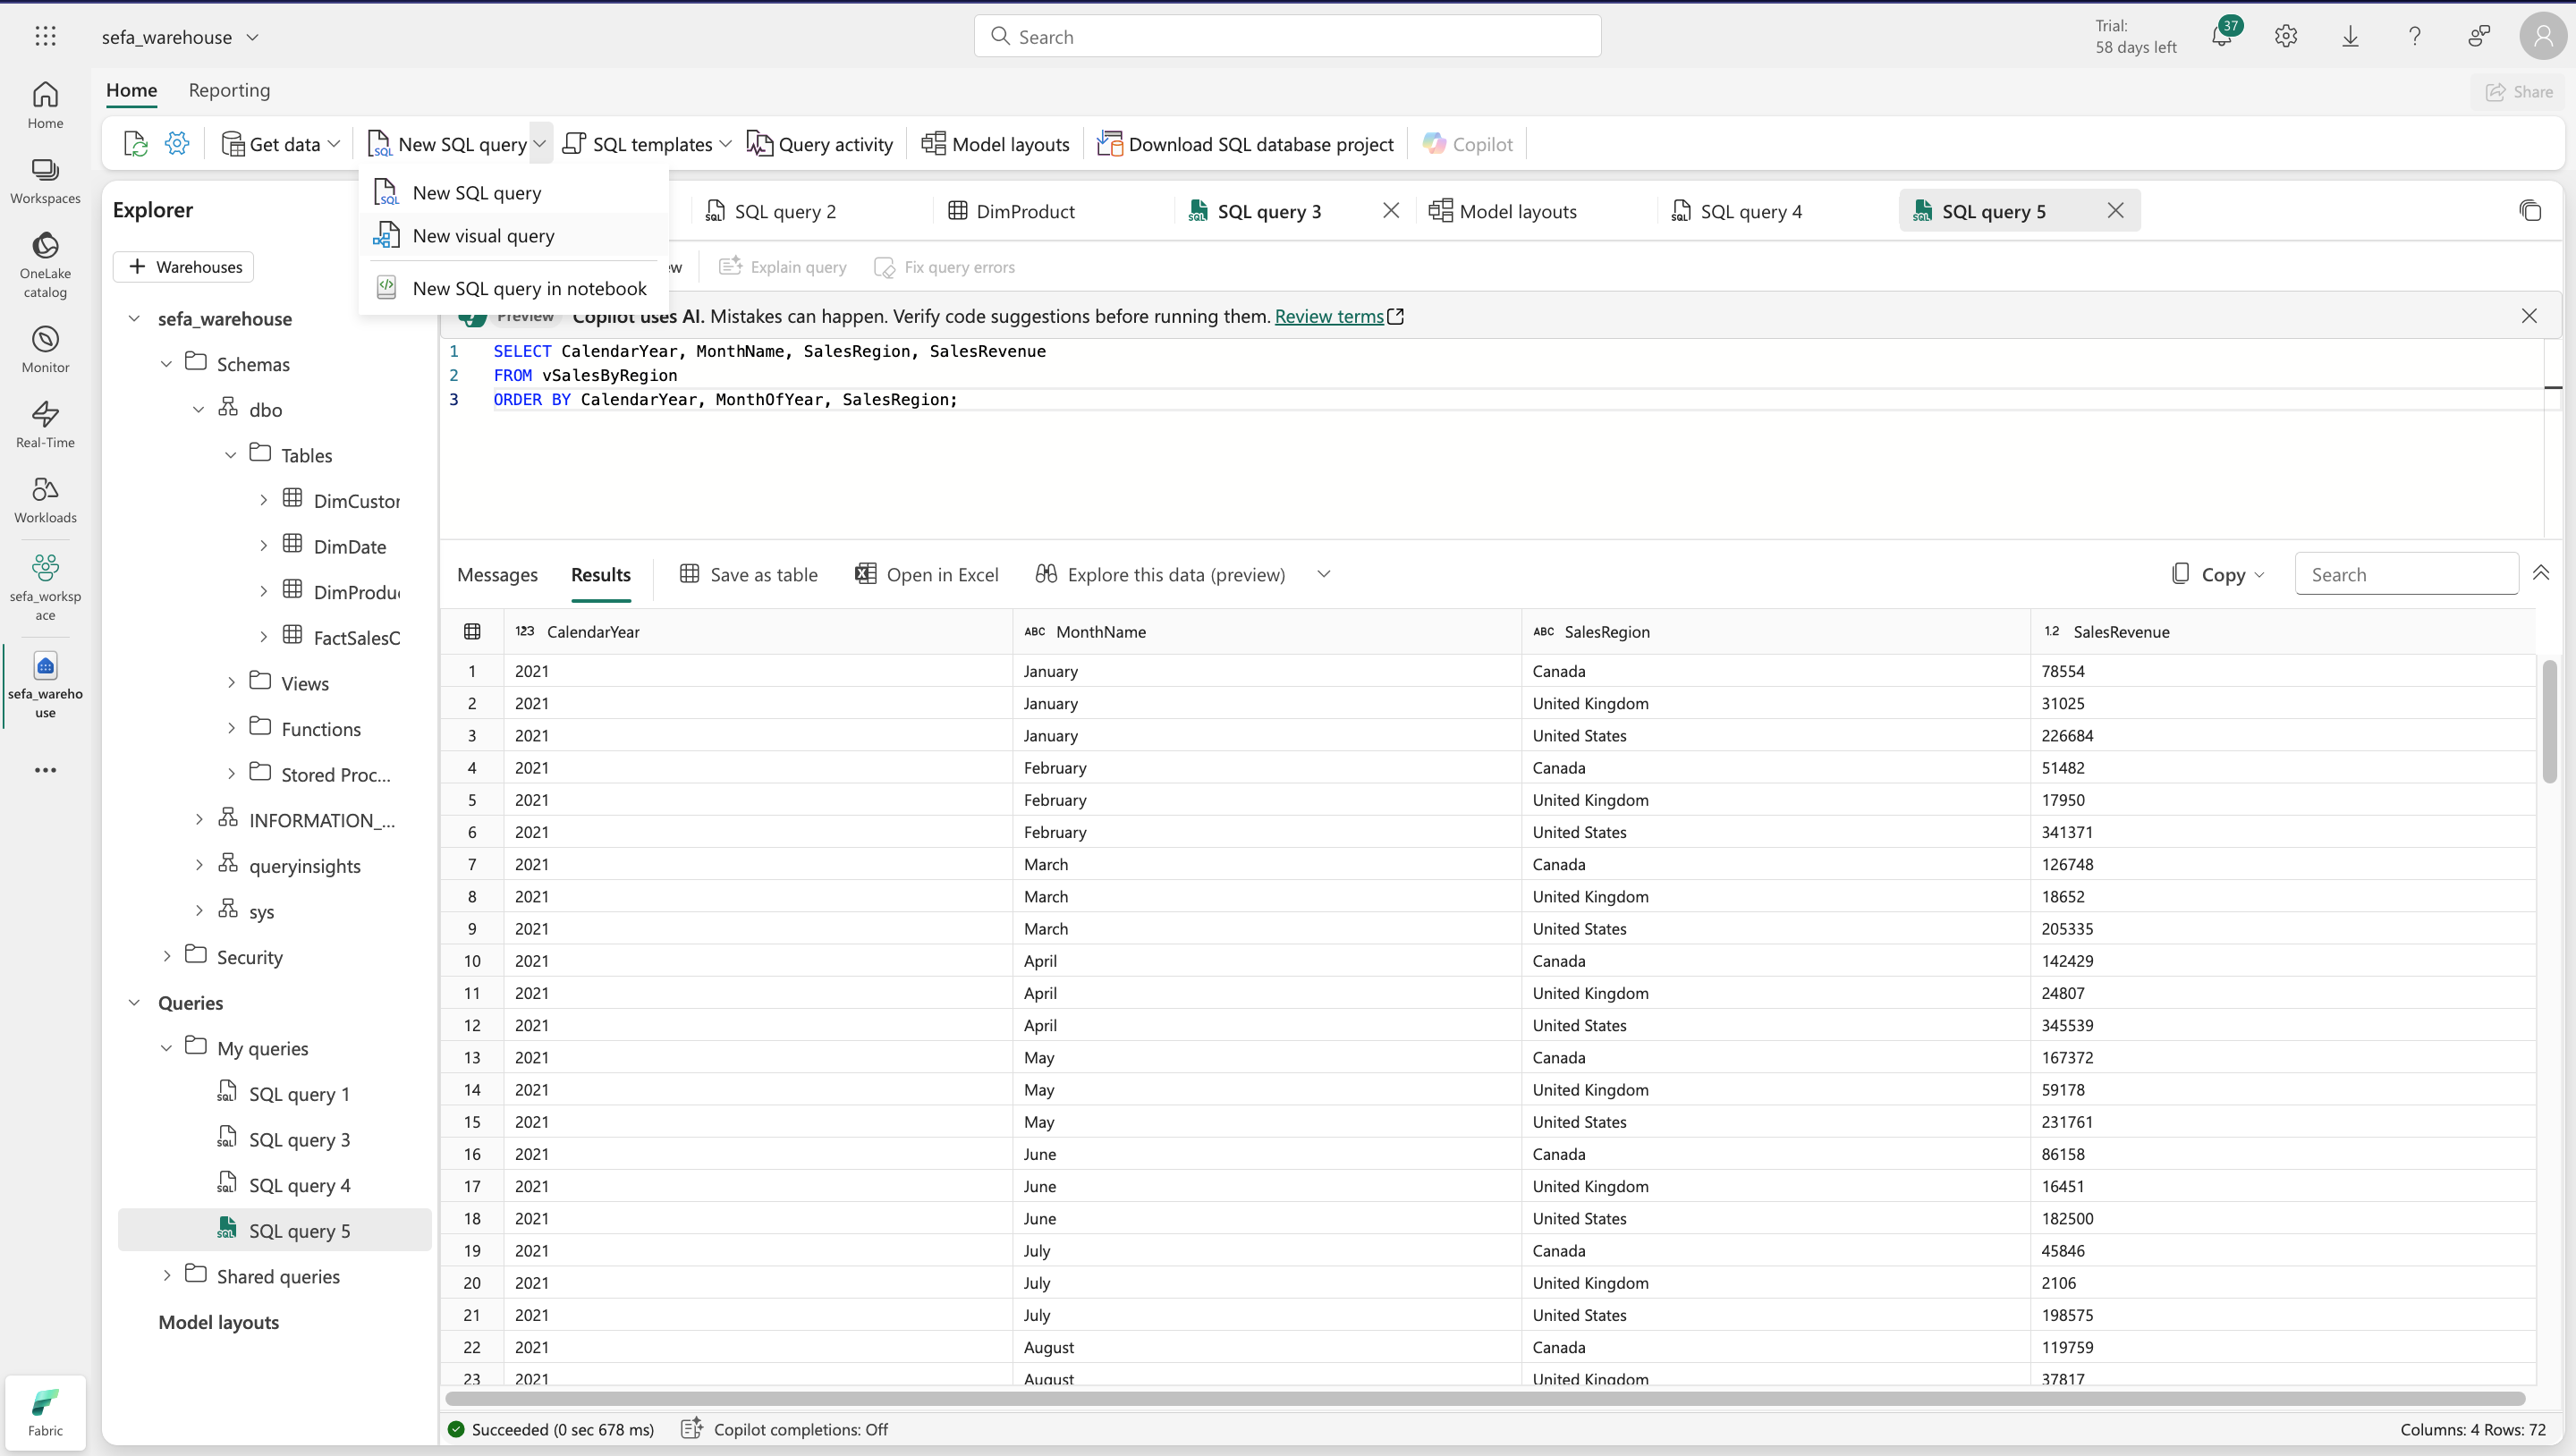 sefa_warehouse
Search
Trial:
58 days left
37
Home
Reporting
Share
Get data
New SQL query
SQL templates
Query activity
Model layouts
Download SQL database project
Copilot
New SQL query
New visual query
New SQL query in notebook
Home
Workspaces
OneLake
catalog
Monitor
Real-Time
Workloads
sefa_worksp
ace
sefa_wareho
use
Fabric
Explorer
Warehouses
sefa_warehouse
Schemas
dbo
Tables
DimCustor
DimDate
DimProdu
FactSalesC
Views
Functions
Stored Proc...
INFORMATION_...
queryinsights
sys
Security
Queries
My queries
SQL query 1
SQL query 3
SQL query 4
SQL query 5
Shared queries
Model layouts
SQL query 2
DimProduct
SQL query 3
Model layouts
SQL query 4
SQL query 5
Explain query
Fix query errors
Preview Copilot uses AI. Mistakes can happen. Verify code suggestions before running them. Review terms
1 SELECT CalendarYear, MonthName, SalesRegion, SalesRevenue
2 FROM vSalesByRegion
3 ORDER BY CalendarYear, MonthOfYear, SalesRegion;
Messages
Results
Save as table
Open in Excel
Explore this data (preview)
Copy
Search
123 CalendarYear ABC MonthName ABC SalesRegion 1.2 SalesRevenue
1 2021 January Canada 78554
2 2021 January United Kingdom 31025
3 2021 January United States 226684
4 2021 February Canada 51482
5 2021 February United Kingdom 17950
6 2021 February United States 341371
7 2021 March Canada 126748
8 2021 March United Kingdom 18652
9 2021 March United States 205335
10 2021 April Canada 142429
11 2021 April United Kingdom 24807
12 2021 April United States 345539
13 2021 May Canada 167372
14 2021 May United Kingdom 59178
15 2021 May United States 231761
16 2021 June Canada 86158
17 2021 June United Kingdom 16451
18 2021 June United States 182500
19 2021 July Canada 45846
20 2021 July United Kingdom 2106
21 2021 July United States 198575
22 2021 August Canada 119759
23 2021 August United Kingdom 37817
Succeeded (0 sec 678 ms)
Copilot completions: Off
Columns: 4 Rows: 72